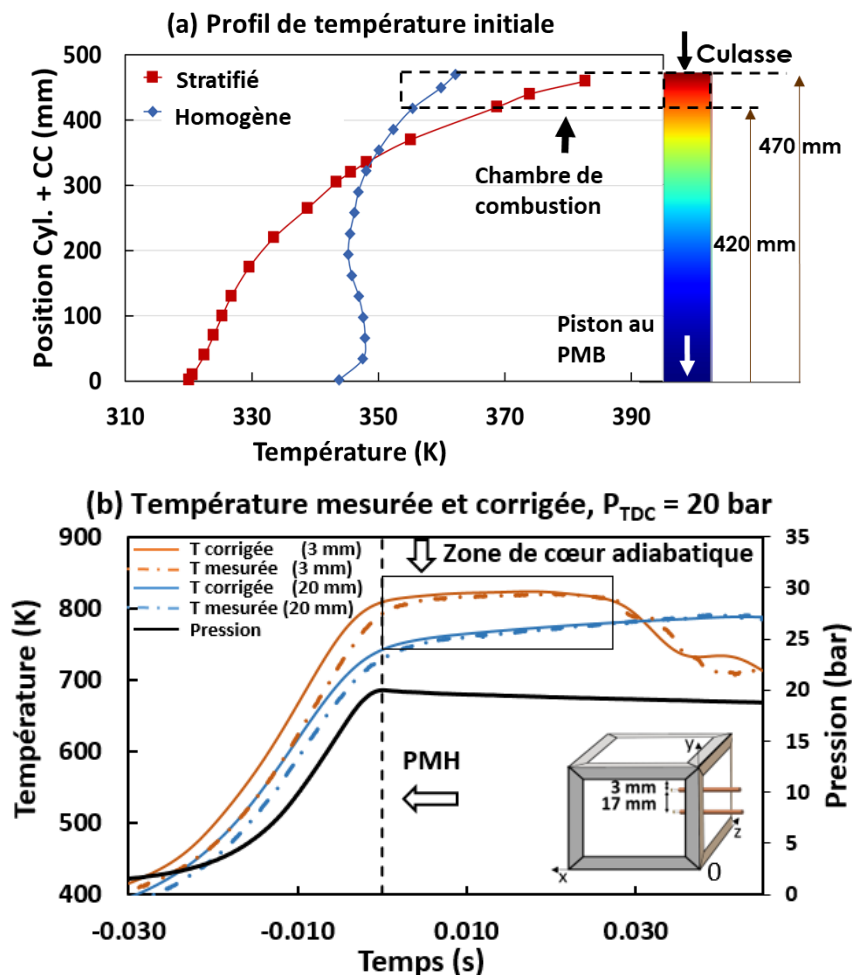 (a) Profil de température initiale
500
400
300
200
100
0
Position Cyl. + CC (mm)
Stratifié
Homogène
Culasse
Chambre de
combustion
470 mm
420 mm
Piston au
PMB
310
330
350
370
390
Température (K)
(b) Température mesurée et corrigée, P_TDC = 20 bar
T corrigée (3 mm)
T mesurée (3 mm)
T corrigée (20 mm)
T mesurée (20 mm)
Pression
Zone de cœur adiabatique
900
800
700
600
500
400
Température (K)
35
30
25
20
15
10
5
0
Pression (bar)
PMH
3 mm
17 mm
y
z
x
O
-0.030
-0.010
0.010
0.030
Temps (s)